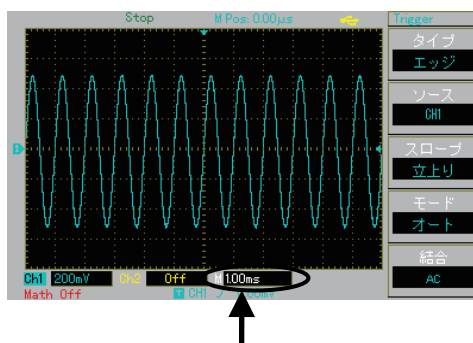 Stop M Pos: 0.00μs Trigger
タイプ
エッジ
ソース
CH1
スロープ
立上り
モード
オート
結合
AC
Ch1 200mV Ch2 Off M 1.00ms
Math Off T CH1